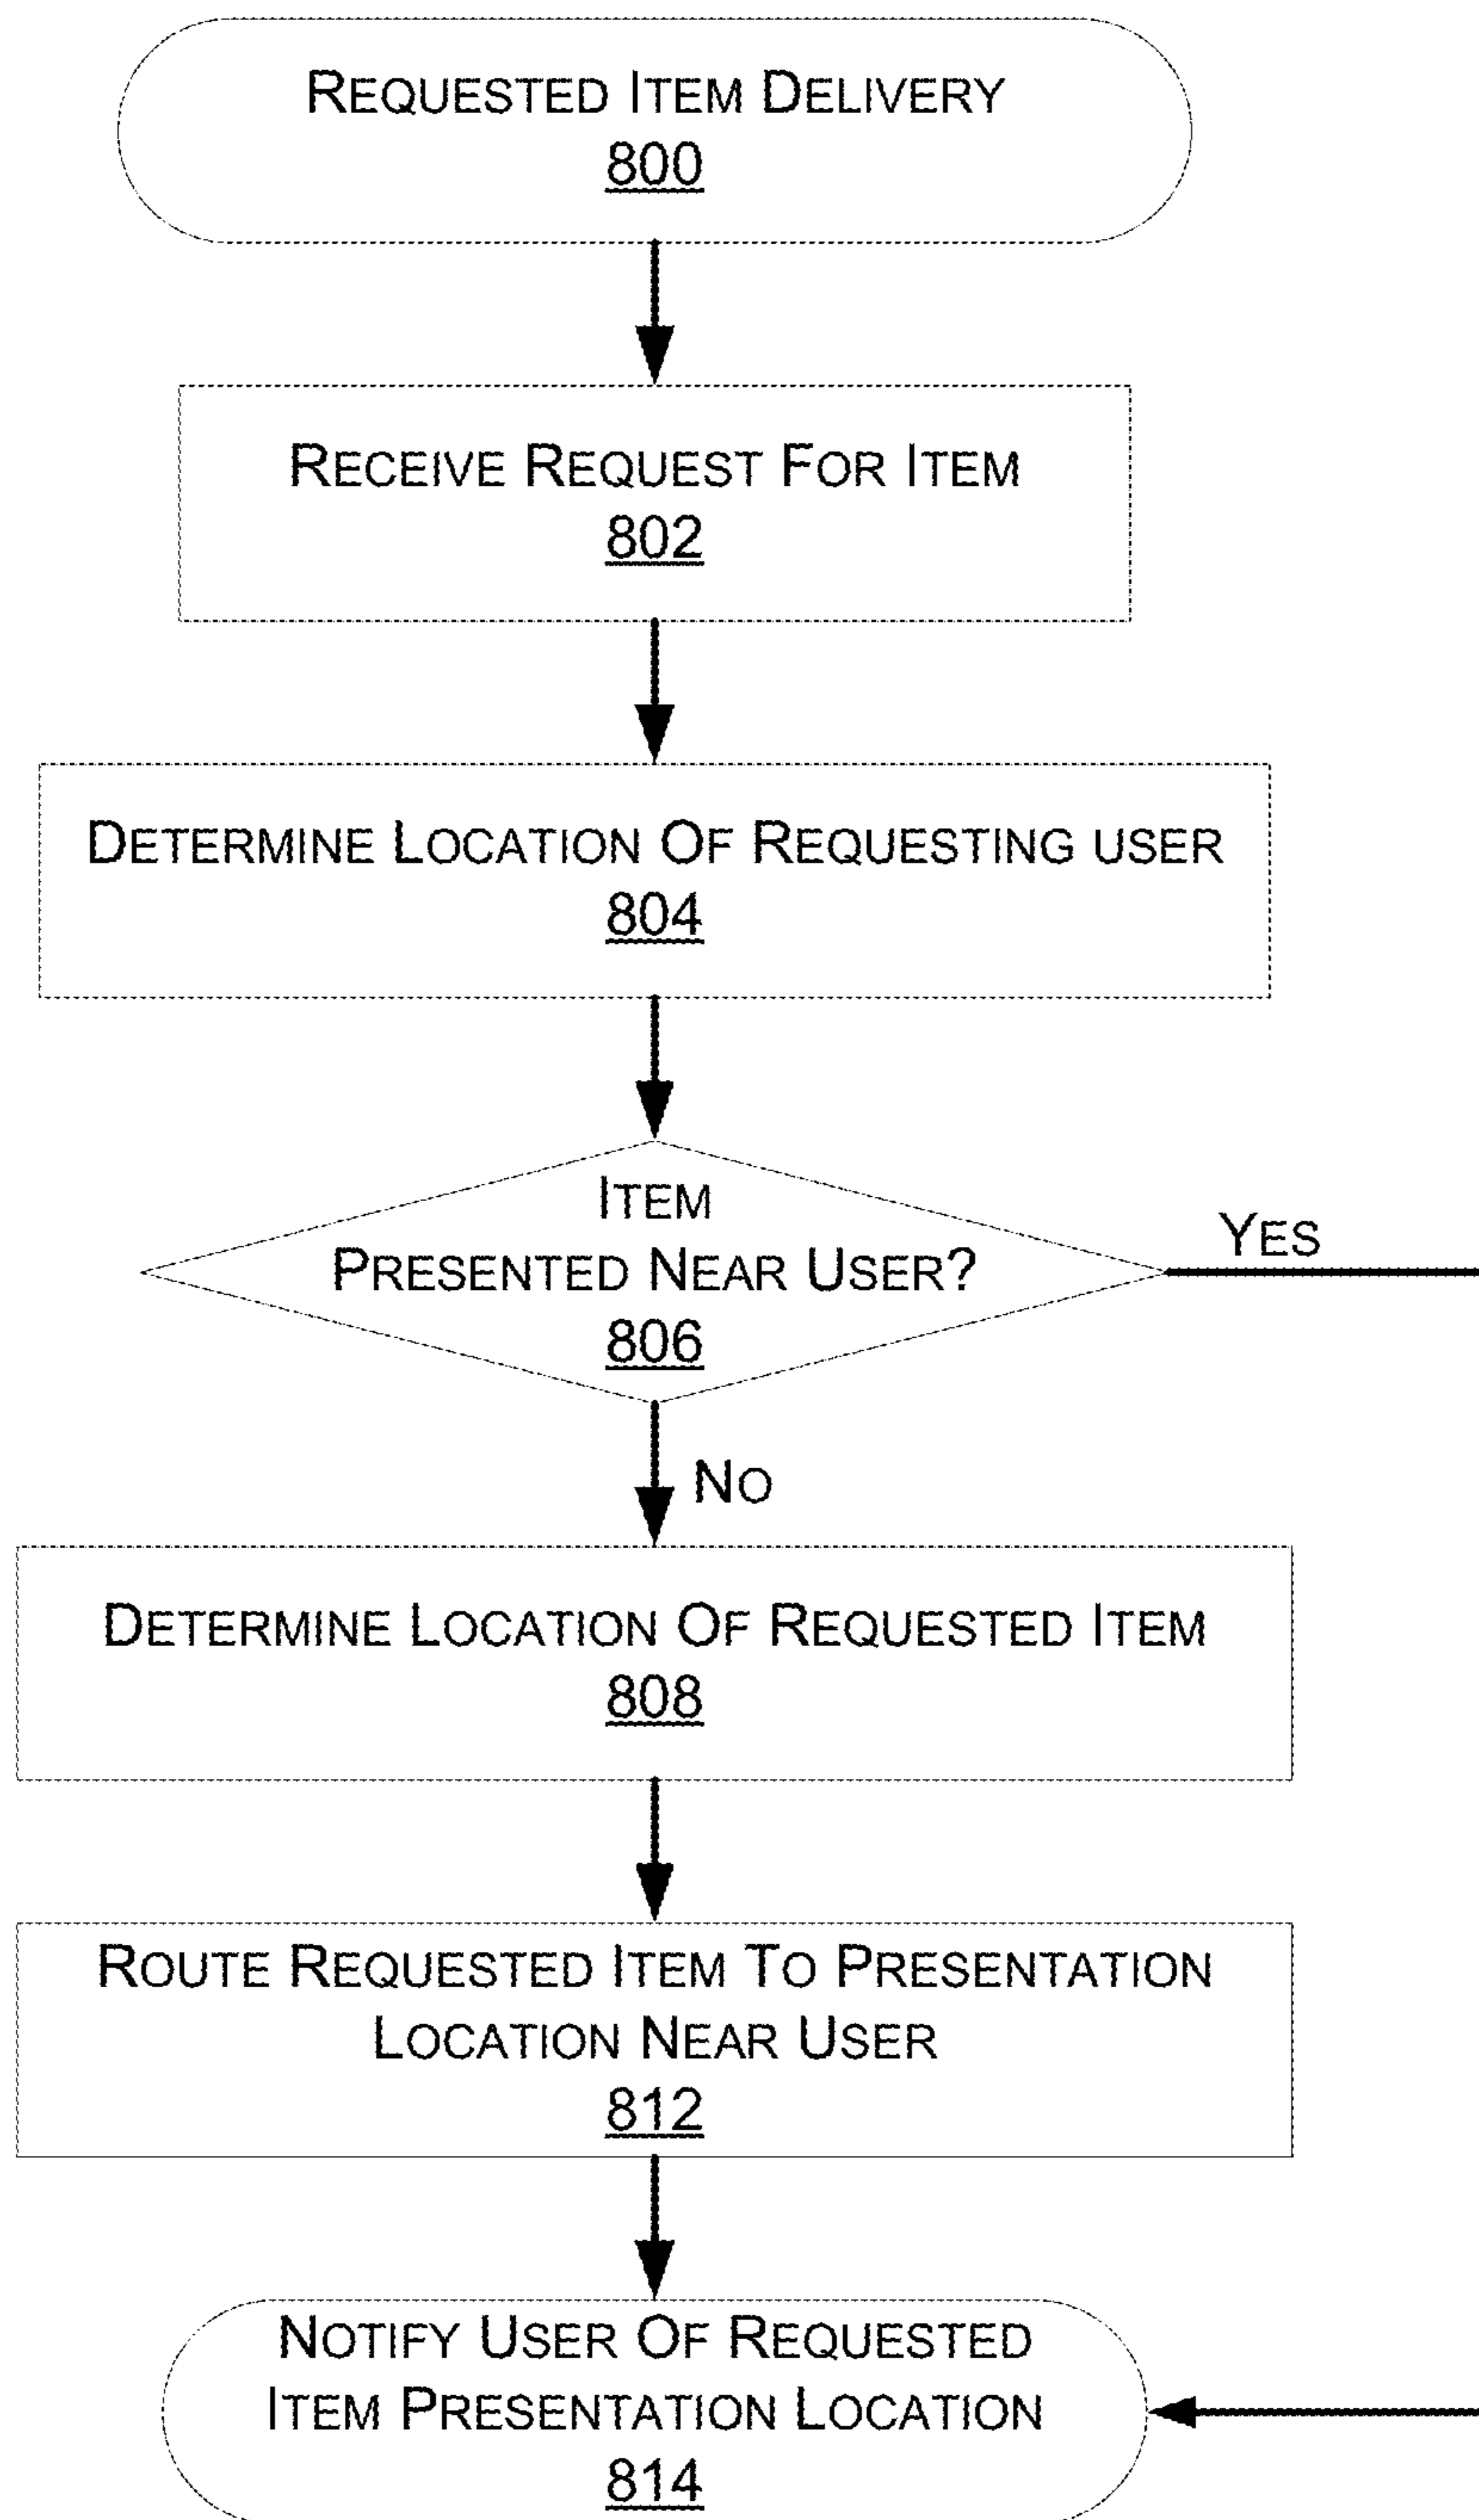 REQUESTED ITEM DELIVERY
800
RECEIVE REQUEST FOR ITEM
802
DETERMINE LOCATION OF REQUESTING USER
804
ITEM
PRESENTED NEAR USER?
806
YES
NO
DETERMINE LOCATION OF REQUESTED ITEM
808
ROUTE REQUESTED ITEM TO PRESENTATION
LOCATION NEAR USER
812
NOTIFY USER OF REQUESTED
ITEM PRESENTATION LOCATION
814